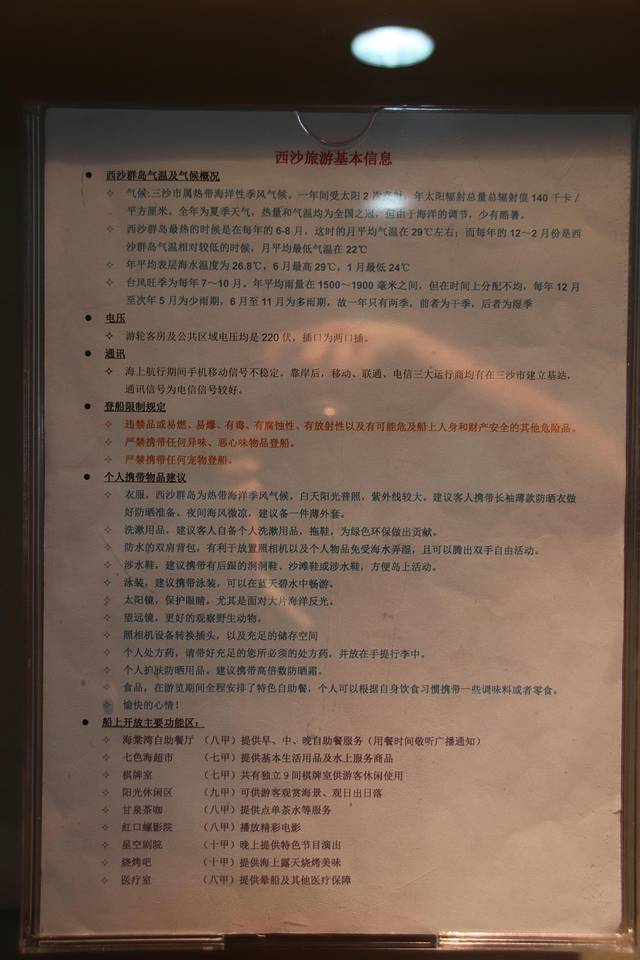 西沙旅游基本信息
● 西沙群岛气温及气候概况
✧ 气候:三沙市属热带海洋性季风气候。一年间受太阳2次直射，年太阳辐射总量总辐射值140千卡/
平方厘米。全年为夏季天气，热量和气温均为全国之冠，但由于海洋的调节，少有酷暑。
✧ 西沙群岛最热的时候是在每年的6-8月，这时的月平均气温在29℃左右；而每年的12～2月份是西
沙群岛气温相对较低的时候，月平均最低气温在22℃
✧ 年平均表层海水温度为26.8℃，6月最高29℃，1月最低24℃
✧ 台风旺季为每年7～10月。年平均雨量在1500～1900毫米之间，但在时间上分配不均，每年12月
至次年5月为少雨期，6月至11月为多雨期，故一年只有两季，前者为干季，后者为湿季
● 电压
✧ 游轮客房及公共区域电压均是220伏，插口为两口插。
● 通讯
✧ 海上航行期间手机移动信号不稳定。靠岸后，移动、联通、电信三大运行商均有在三沙市建立基站，
通讯信号为电信信号较好。
● 登船限制规定
✧ 违禁品或易燃、易爆、有毒、有腐蚀性、有放射性以及有可能危及船上人身和财产安全的其他危险品。
✧ 严禁携带任何异味、恶心味物品登船。
✧ 严禁携带任何宠物登船。
● 个人携带物品建议
✧ 衣服，西沙群岛为热带海洋季风气候，白天阳光普照，紫外线较大。建议客人携带长袖薄款防晒衣做
好防晒准备。夜间海风微凉，建议备一件薄外套。
✧ 洗漱用品，建议客人自备个人洗漱用品，拖鞋，为绿色环保做出贡献。
✧ 防水的双肩背包，有利于放置照相机以及个人物品免受海水弄湿，且可以腾出双手自由活动。
✧ 涉水鞋，建议携带有后跟的洞洞鞋、沙滩鞋或涉水鞋，方便岛上活动。
✧ 泳装，建议携带泳装，可以在蓝天碧水中畅游。
✧ 太阳镜，保护眼睛，尤其是面对大片海洋反光。
✧ 望远镜，更好的观察野生动物。
✧ 照相机设备转换插头，以及充足的储存空间
✧ 个人处方药，请带好充足的您所必须的处方药，并放在手提行李中。
✧ 个人护肤防晒用品。建议携带高倍数防晒霜。
✧ 食品，在游览期间全程安排了特色自助餐，个人可以根据自身饮食习惯携带一些调味料或者零食。
✧ 愉快的心情！
● 船上开放主要功能区：
✧ 海棠湾自助餐厅 （八甲）提供早、中、晚自助餐服务（用餐时间敬听广播通知）
✧ 七色海超市 （七甲）提供基本生活用品及水上服务商品
✧ 棋牌室 （七甲）共有独立9间棋牌室供游客休闲使用
✧ 阳光休闲区 （九甲）可供游客观赏海景、观日出日落
✧ 甘泉茶咖 （八甲）提供点单茶水等服务
✧ 红口螺影院 （八甲）播放精彩电影
✧ 星空剧院 （十甲）晚上提供特色节目演出
✧ 烧烤吧 （十甲）提供海上露天烧烤美味
✧ 医疗室 （八甲）提供晕船及其他医疗保障